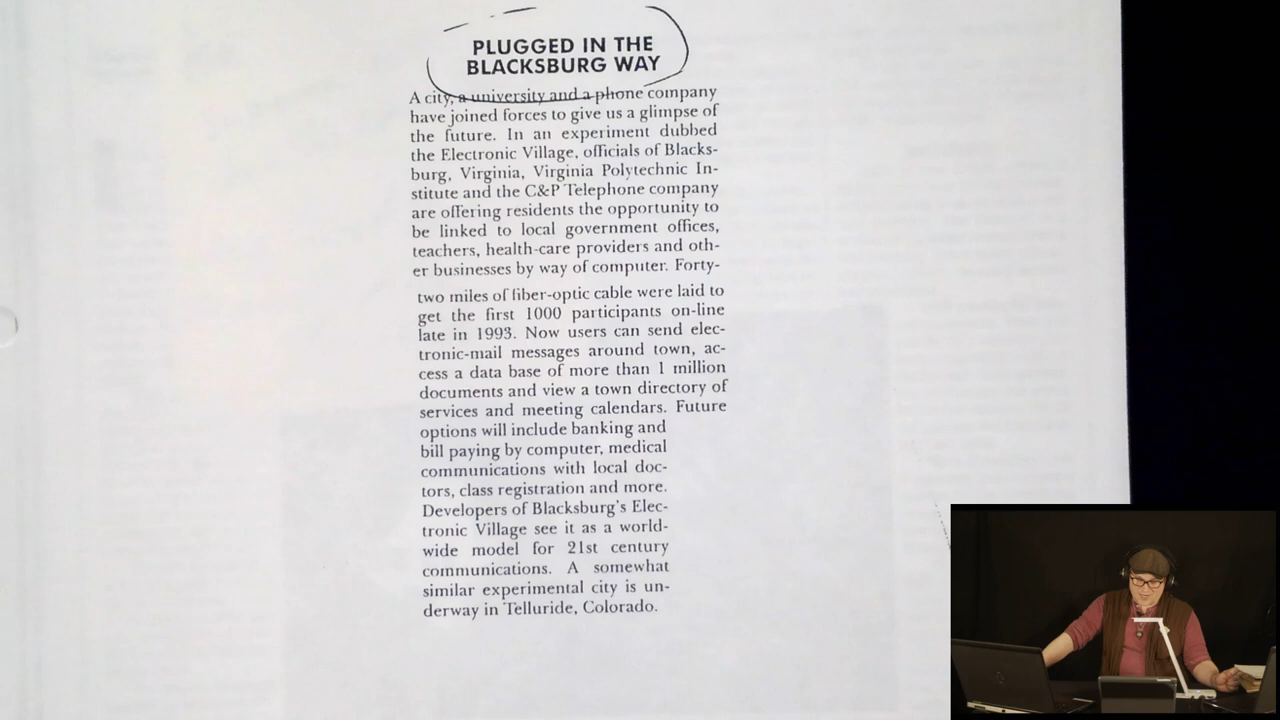 PLUGGED IN THE
BLACKSBURG WAY
A city, a university and a phone company
have joined forces to give us a glimpse of
the future. In an experiment dubbed
the Electronic Village, officials of Blacks-
burg, Virginia, Virginia Polytechnic In-
stitute and the C&P Telephone company
are offering residents the opportunity to
be linked to local government offices,
teachers, health-care providers and oth-
er businesses by way of computer. Forty-
two miles of fiber-optic cable were laid to
get the first 1000 participants on-line
late in 1993. Now users can send elec-
tronic-mail messages around town, ac-
cess a data base of more than 1 million
documents and view a town directory of
services and meeting calendars. Future
options will include banking and
bill paying by computer, medical
communications with local doc-
tors, class registration and more.
Developers of Blacksburg's Elec-
tronic Village see it as a world-
wide model for 21st century
communications. A somewhat
similar experimental city is un-
derway in Telluride, Colorado.